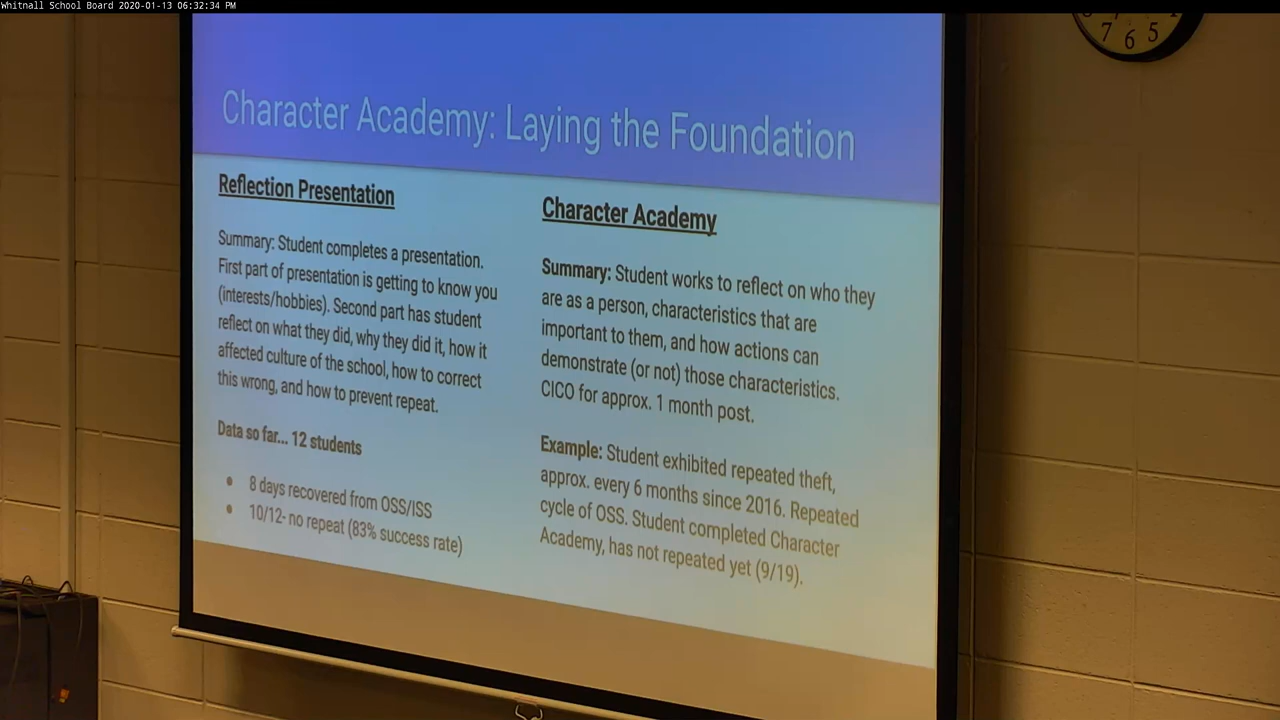 Whitnall School Board 2020-01-13 06:32:34 PM
7 6 5
Character Academy: Laying the Foundation
Reflection Presentation
Summary: Student completes a presentation.
First part of presentation is getting to know you
(interests/hobbies). Second part has student
reflect on what they did, why they did it, how it
affected culture of the school, how to correct
this wrong, and how to prevent repeat.
Data so far... 12 students
• 8 days recovered from OSS/ISS
• 10/12- no repeat (83% success rate)
Character Academy
Summary: Student works to reflect on who they
are as a person, characteristics that are
important to them, and how actions can
demonstrate (or not) those characteristics.
CICO for approx. 1 month post.
Example: Student exhibited repeated theft,
approx. every 6 months since 2016. Repeated
cycle of OSS. Student completed Character
Academy, has not repeated yet (9/19).